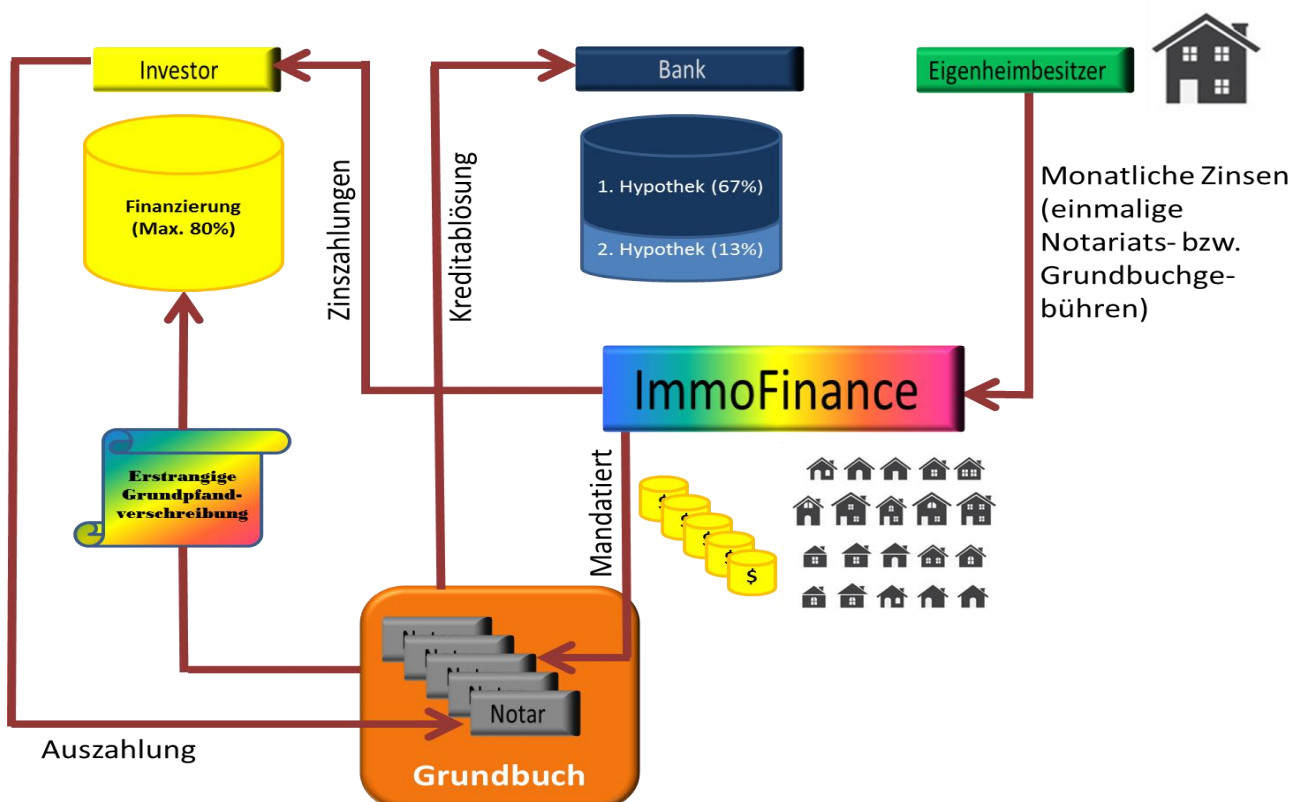 Investor
Bank
Eigenheimbesitzer
Finanzierung
(Max. 80%)
Zinszahlungen
Kreditablösung
1. Hypothek (67%)
2. Hypothek (13%)
Monatliche Zinsen
(einmalige
Notariats- bzw.
Grundbuchge-
bühren)
ImmoFinance
Erstrangige
Grundpfand-
verschreibung
Mandatiert
$
Notar
Auszahlung
Grundbuch